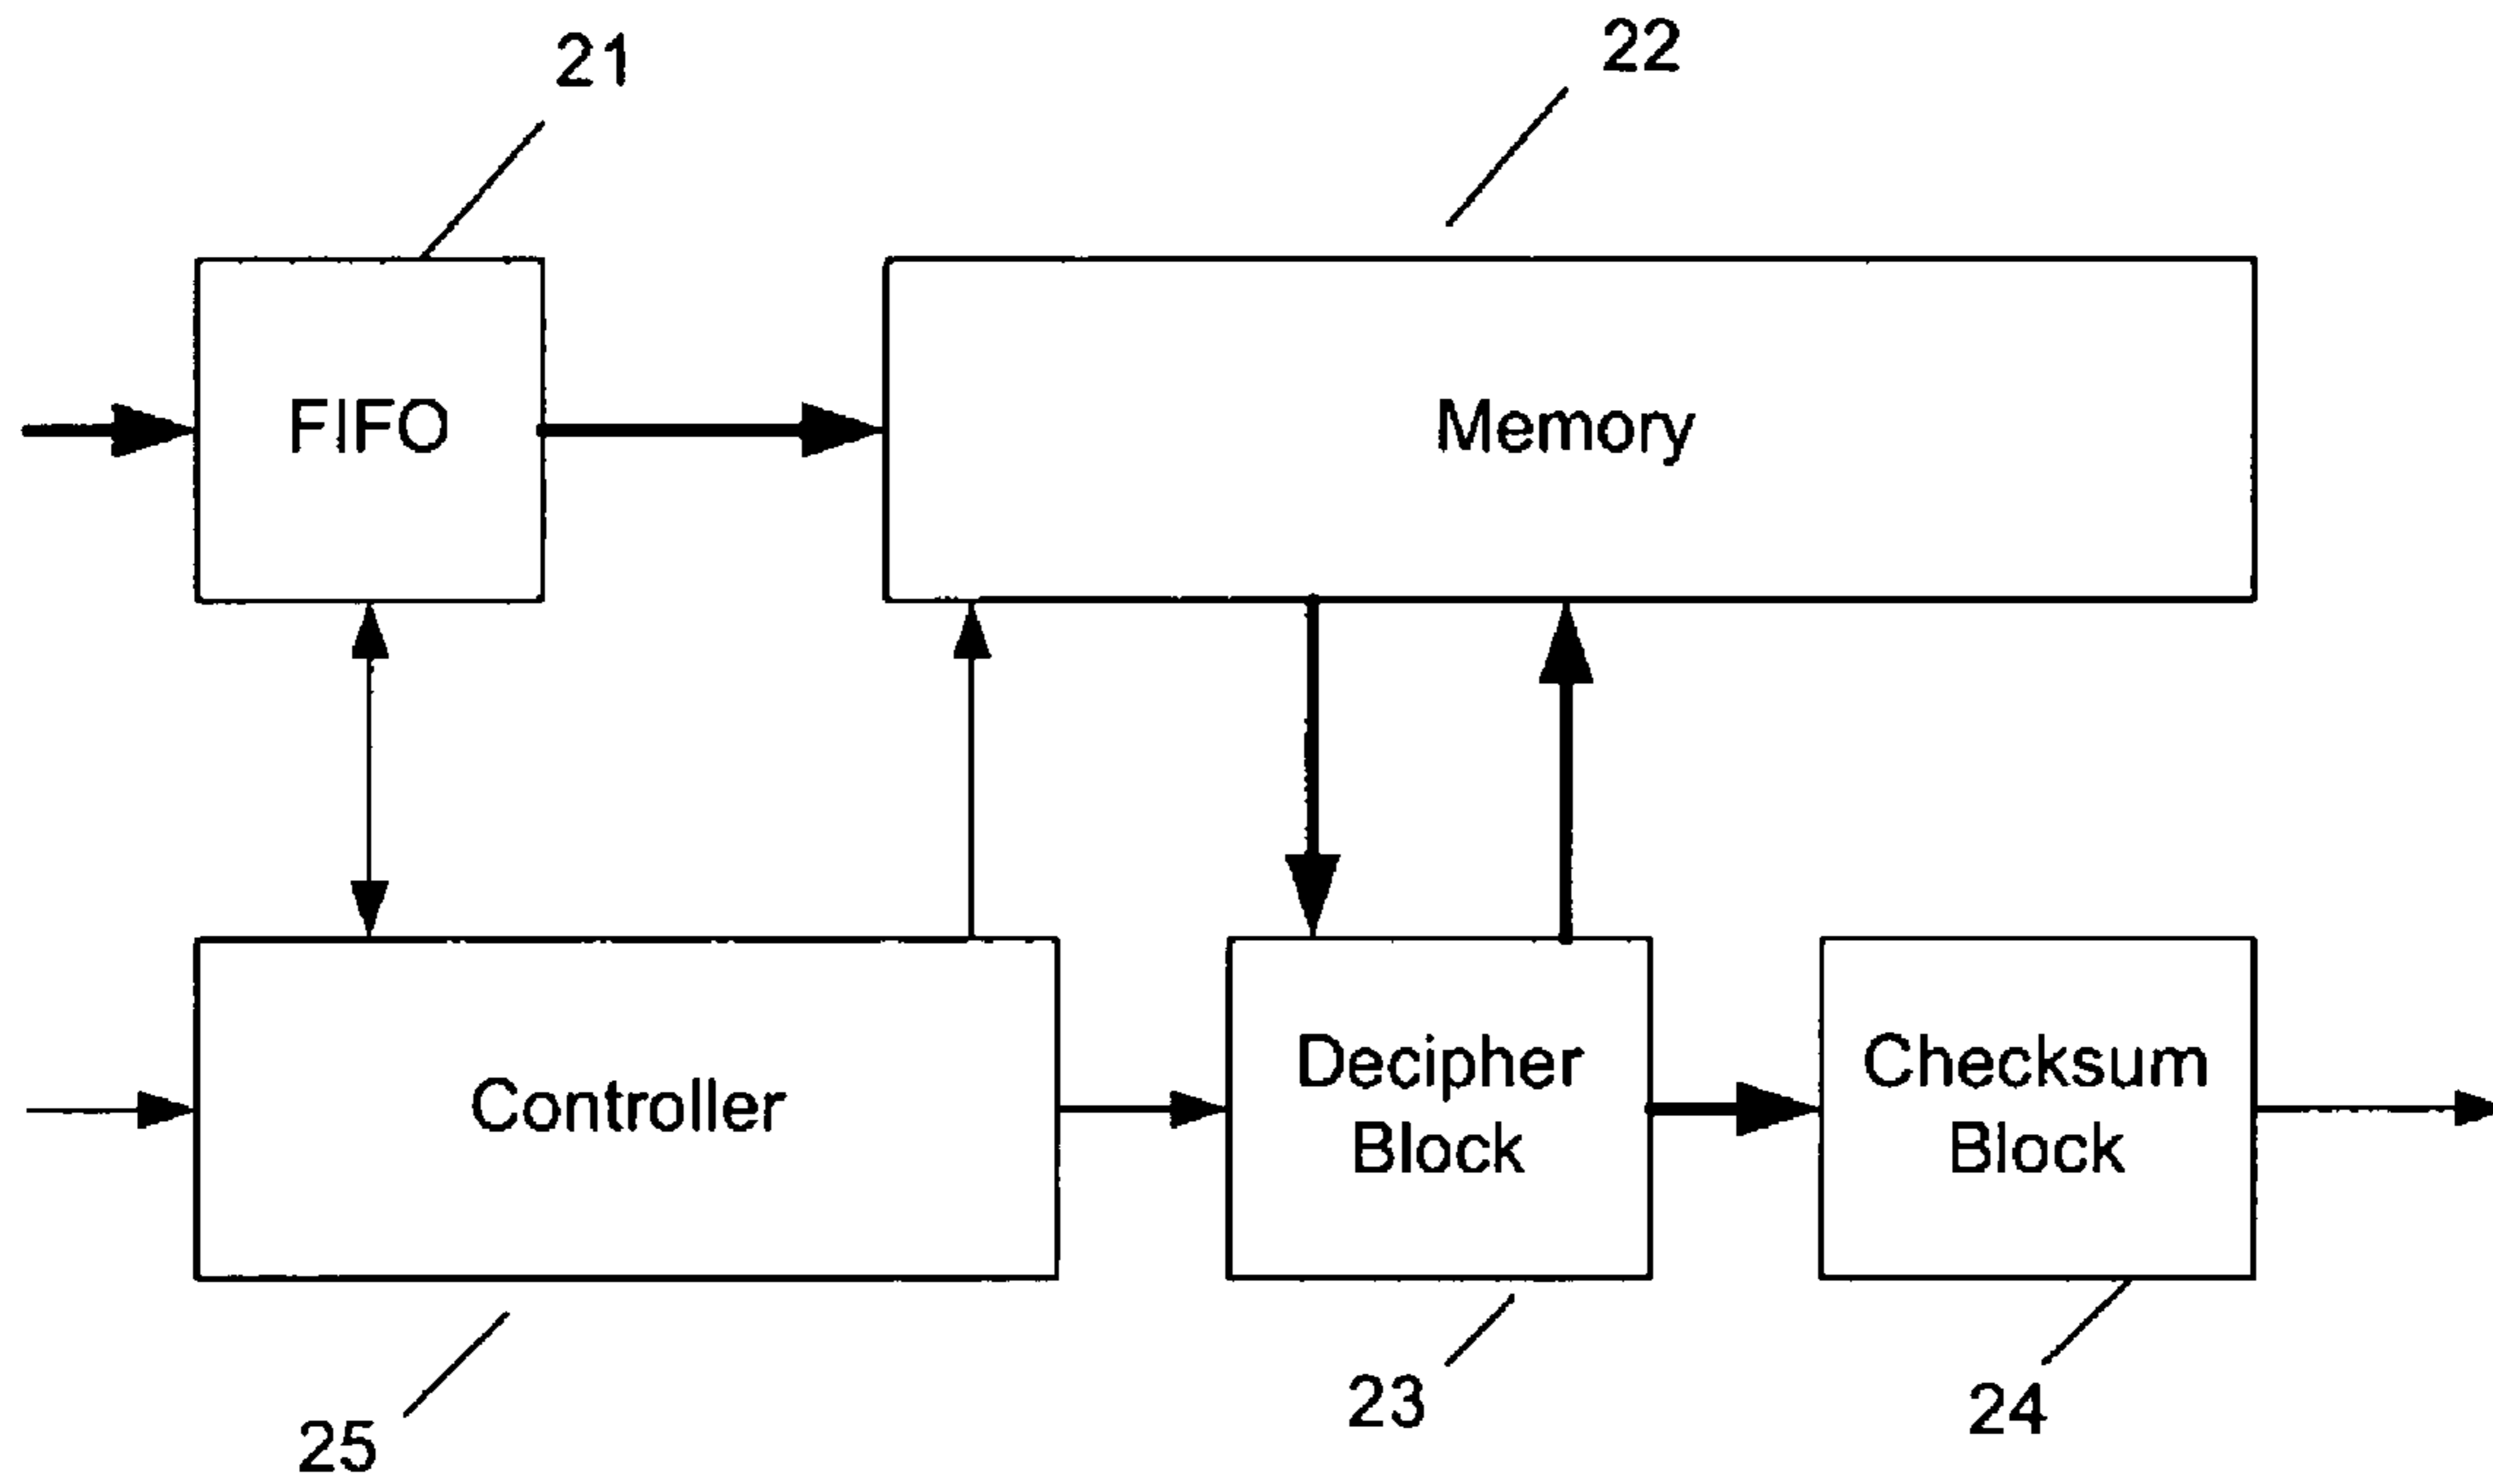 21
22
FIFO
Memory
Controller
Decipher
Block
Checksum
Block
25
23
24